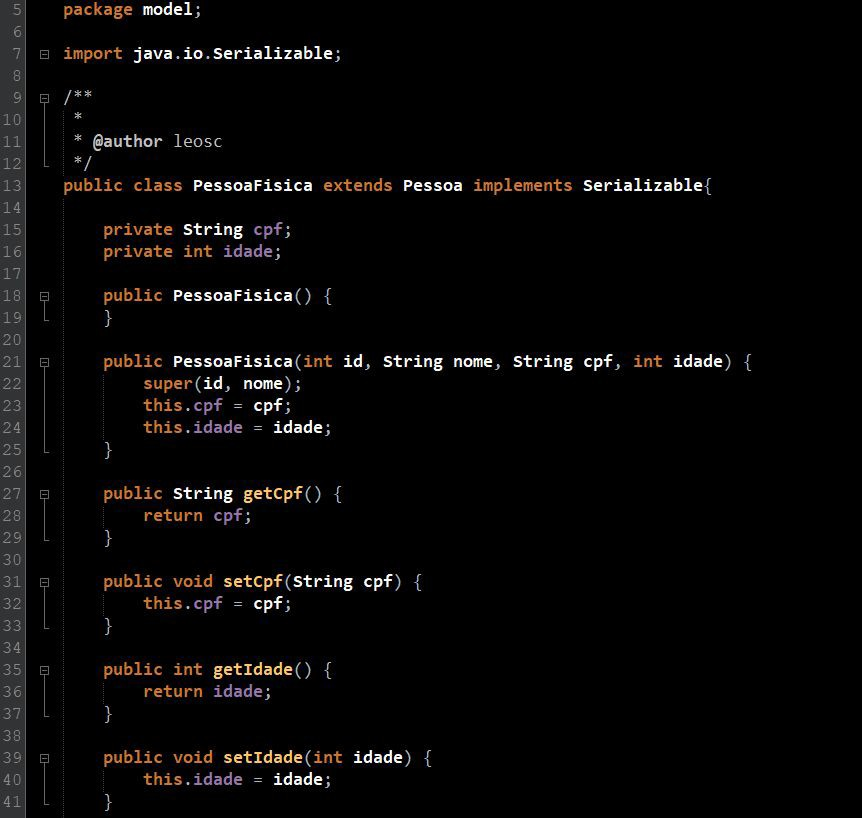 5 package model;
6
7 import java.io.Serializable;
8
9 /**
10  *
11  * @author leosc
12  */
13 public class PessoaFisica extends Pessoa implements Serializable{
14
15     private String cpf;
16     private int idade;
17
18     public PessoaFisica() {
19     }
20
21     public PessoaFisica(int id, String nome, String cpf, int idade) {
22         super(id, nome);
23         this.cpf = cpf;
24         this.idade = idade;
25     }
26
27     public String getCpf() {
28         return cpf;
29     }
30
31     public void setCpf(String cpf) {
32         this.cpf = cpf;
33     }
34
35     public int getIdade() {
36         return idade;
37     }
38
39     public void setIdade(int idade) {
40         this.idade = idade;
41     }